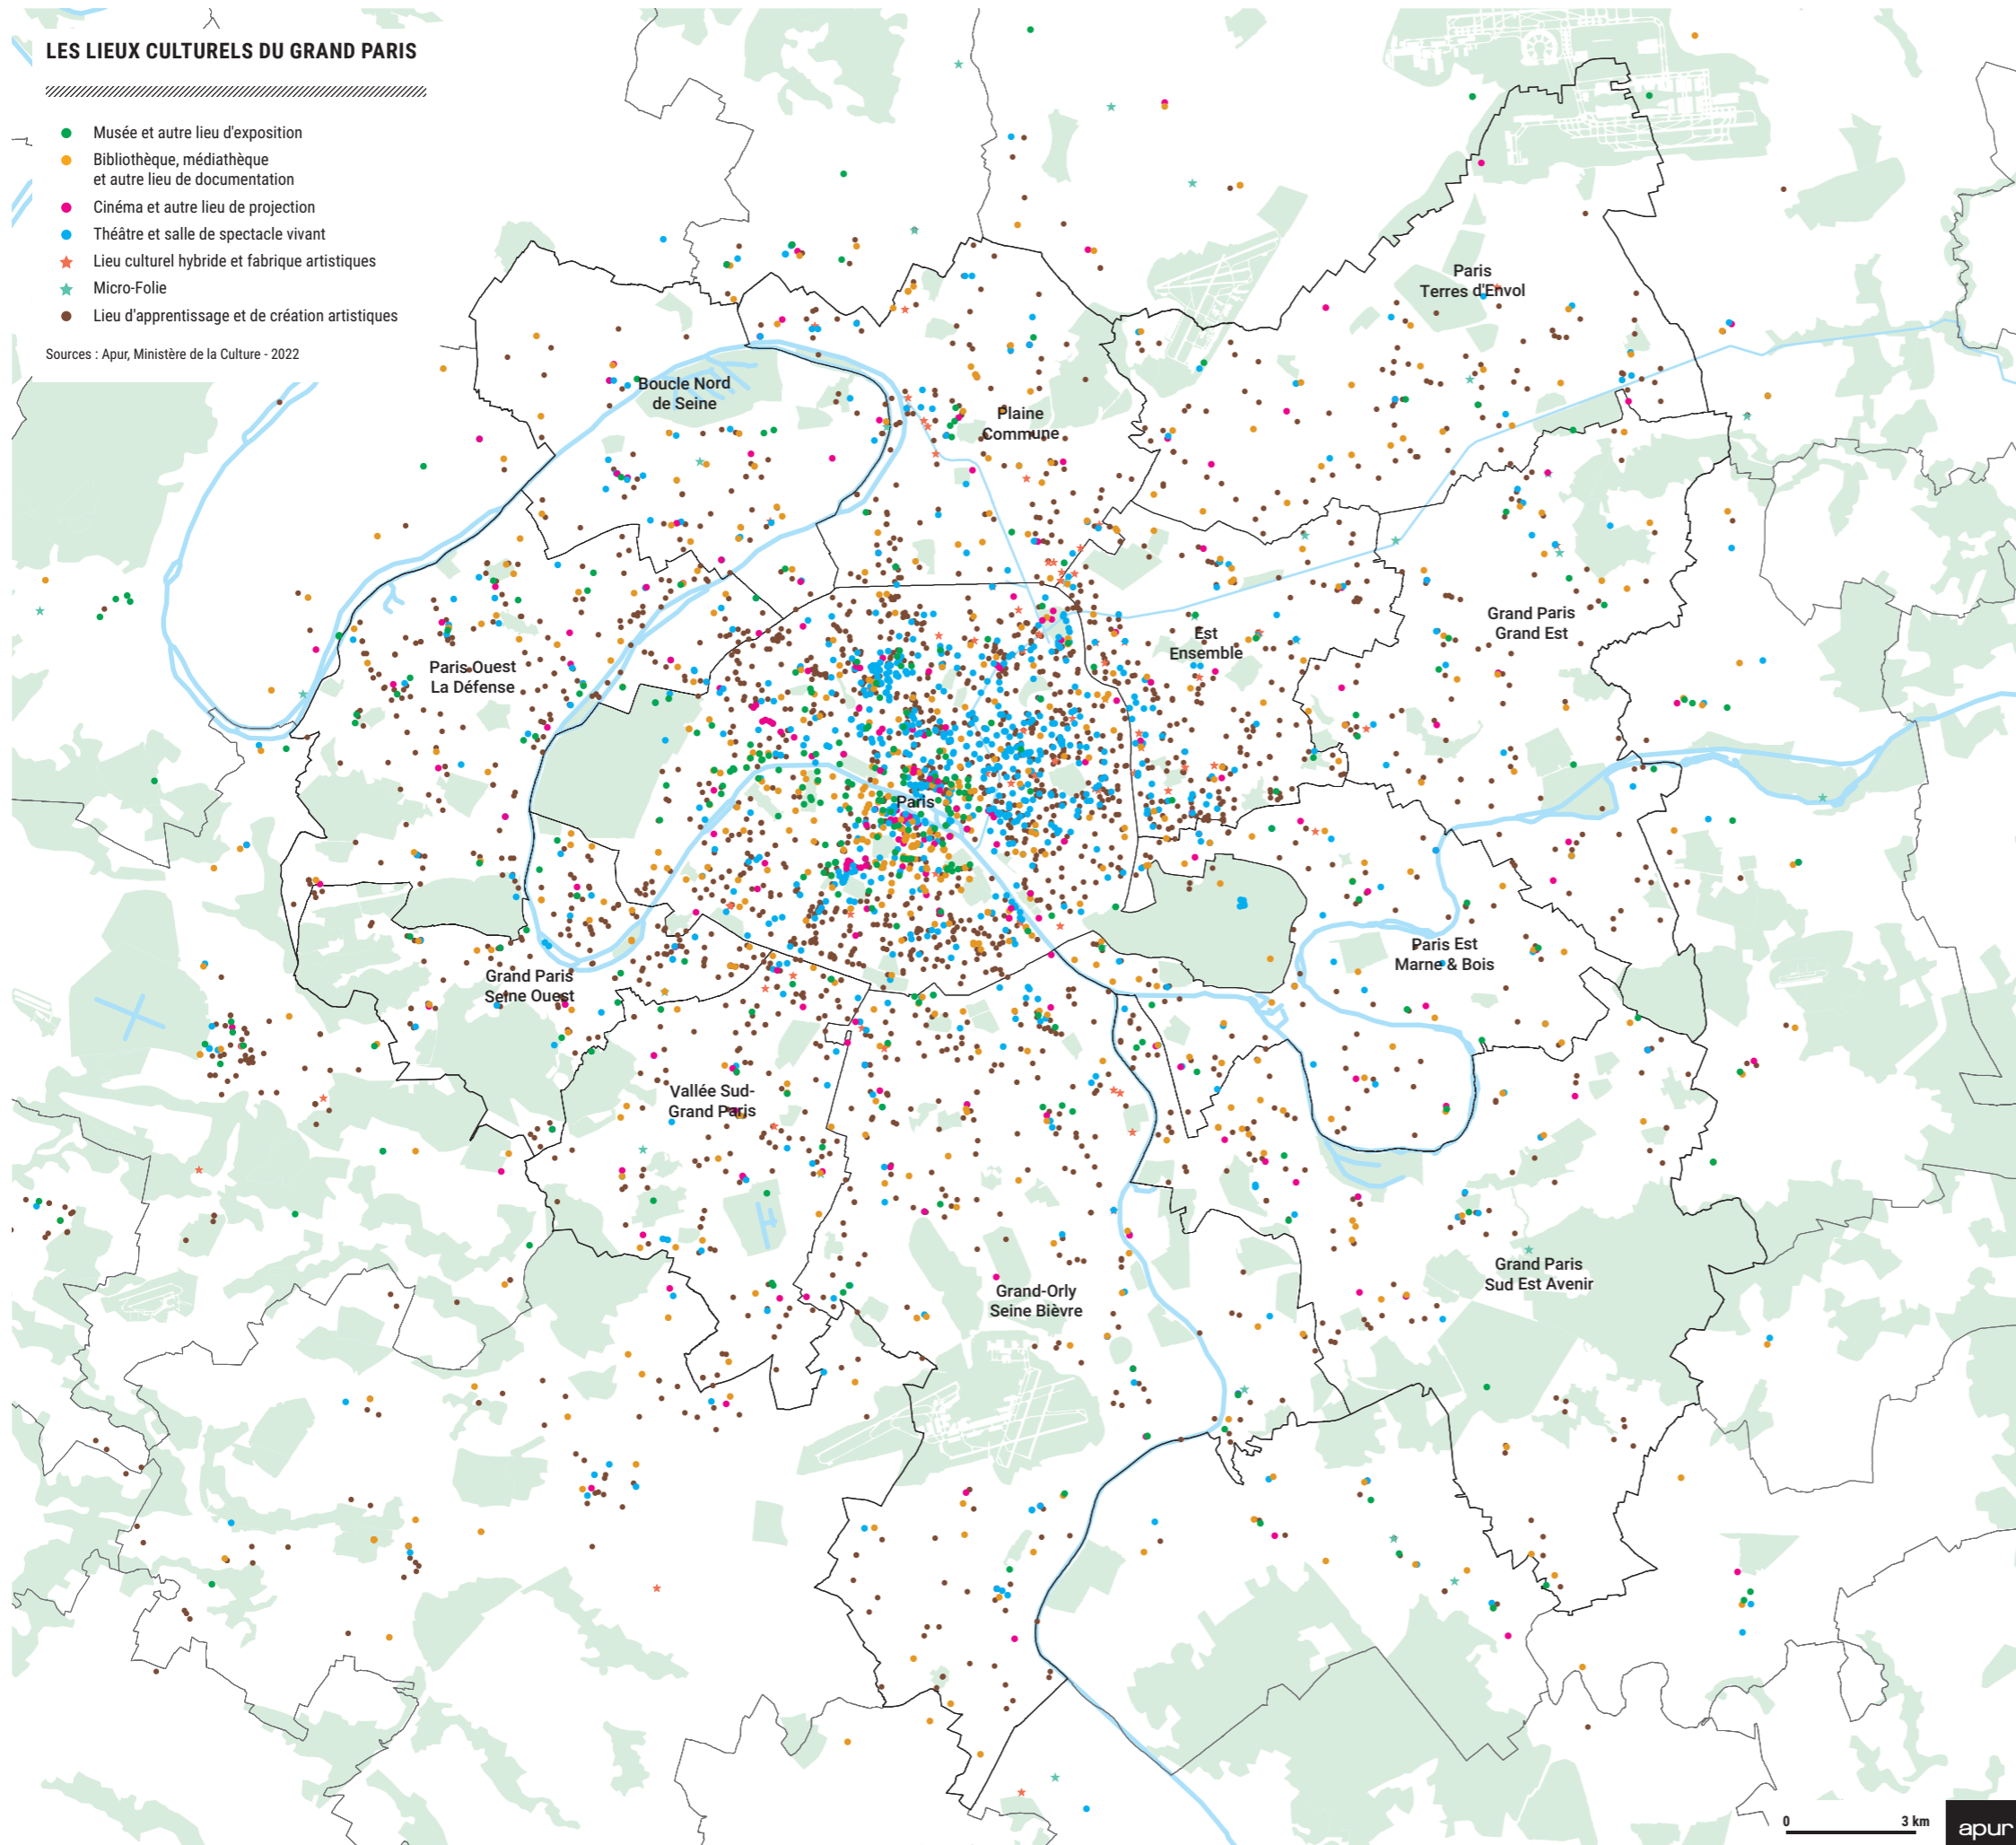 LES LIEUX CULTURELS DU GRAND PARIS
Musée et autre lieu d'exposition
Bibliothèque, médiathèque
et autre lieu de documentation
Cinéma et autre lieu de projection
Théâtre et salle de spectacle vivant
Lieu culturel hybride et fabrique artistiques
Micro-Folie
Lieu d'apprentissage et de création artistiques
Sources : Apur, Ministère de la Culture - 2022
Paris
Terres d'Envol
Boucle Nord
de Seine
Plaine
Commune
Grand Paris
Grand Est
Est
Ensemble
Paris Ouest
La Défense
Paris
Paris Est
Marne & Bois
Grand Paris
Seine Ouest
Vallée Sud-
Grand Paris
Grand Paris
Sud Est Avenir
Grand-Orly
Seine Bièvre
0 3 km
apur